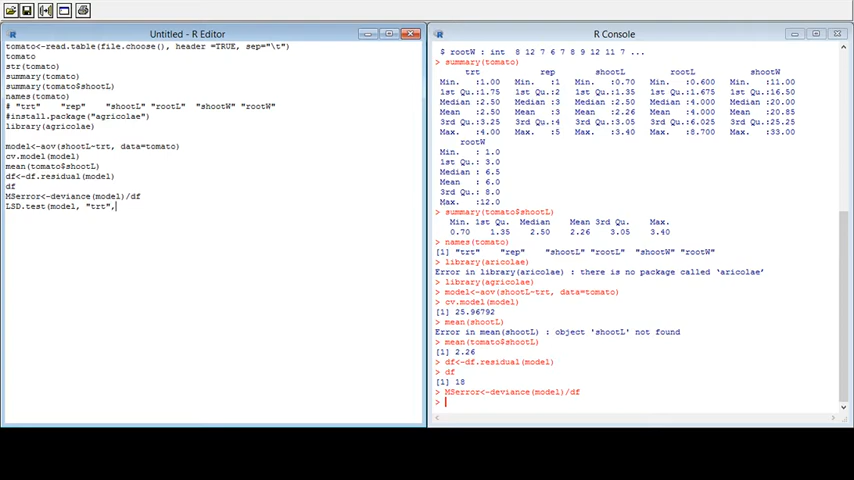 Untitled - R Editor
tomato<-read.table(file.choose(), header =TRUE, sep="\t")
tomato
str(tomato)
summary(tomato)
summary(tomato$shootL)
names(tomato)
# "trt" "rep" "shootL" "rootL" "shootW" "rootW"
#install.package("agricolae")
library(agricolae)
model<-aov(shootL~trt, data=tomato)
cv.model(model)
mean(tomato$shootL)
df<-df.residual(model)
df
MSerror<-deviance(model)/df
LSD.test(model, "trt",
R Console
$ rootW : int 8 12 7 6 7 8 9 12 11 7 ...
> summary(tomato)
trt rep shootL rootL shootW
Min. :1.00 Min. :1 Min. :0.70 Min. :0.600 Min. :11.00
1st Qu.:1.75 1st Qu.:2 1st Qu.:1.35 1st Qu.:1.675 1st Qu.:16.50
Median :2.50 Median :3 Median :2.50 Median :4.000 Median :20.00
Mean :2.50 Mean :3 Mean :2.26 Mean :4.030 Mean :20.85
3rd Qu.:3.25 3rd Qu.:4 3rd Qu.:3.05 3rd Qu.:6.025 3rd Qu.:25.25
Max. :4.00 Max. :5 Max. :3.40 Max. :8.700 Max. :33.00
rootW
Min. : 1.0
1st Qu.: 3.0
Median : 6.5
Mean : 6.0
3rd Qu.: 8.0
Max. :12.0
> summary(tomato$shootL)
Min. 1st Qu. Median Mean 3rd Qu. Max.
0.70 1.35 2.50 2.26 3.05 3.40
> names(tomato)
[1] "trt" "rep" "shootL" "rootL" "shootW" "rootW"
> library(aricolae)
Error in library(aricolae) : there is no package called ‘aricolae’
> library(agricolae)
> model<-aov(shootL~trt, data=tomato)
> cv.model(model)
[1] 25.96792
> mean(shootL)
Error in mean(shootL) : object 'shootL' not found
> mean(tomato$shootL)
[1] 2.26
> df<-df.residual(model)
> df
[1] 18
> MSerror<-deviance(model)/df
>